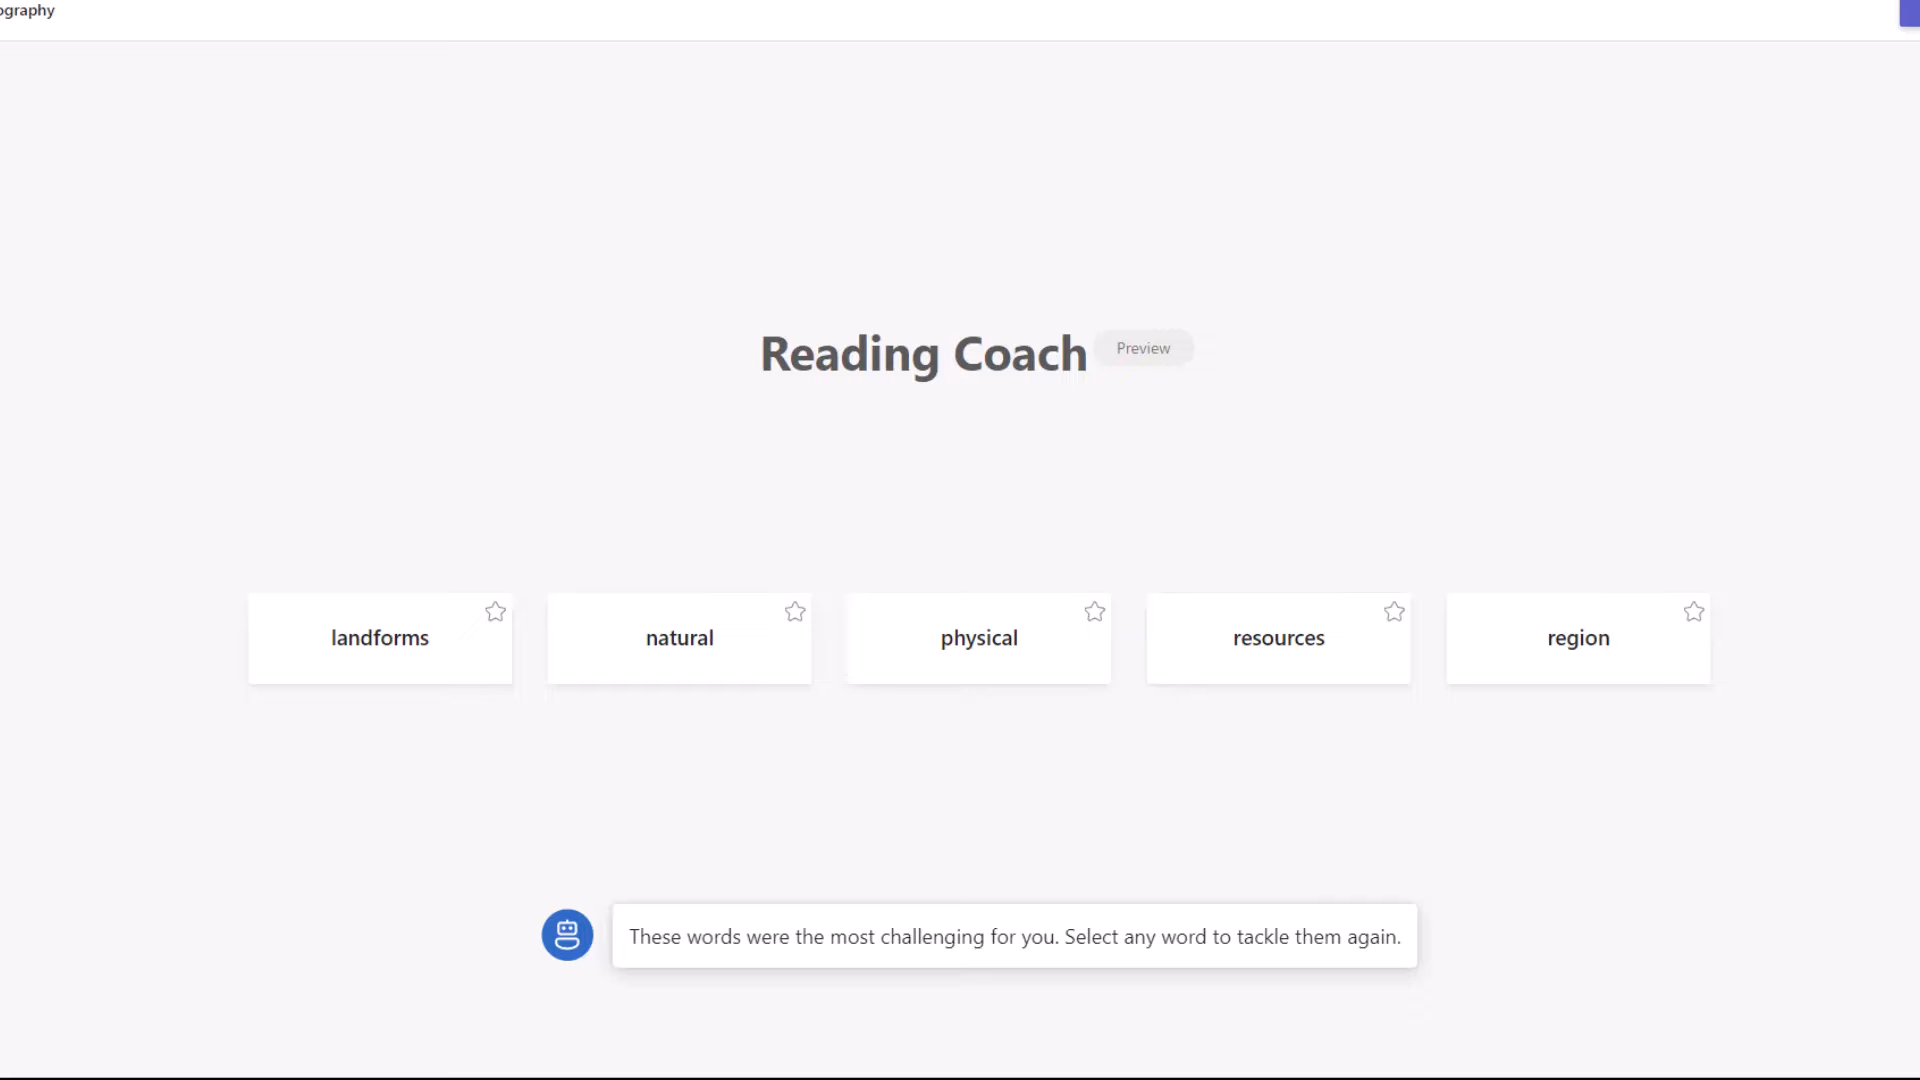 ography
Reading Coach Preview
landforms natural physical resources region
These words were the most challenging for you. Select any word to tackle them again.